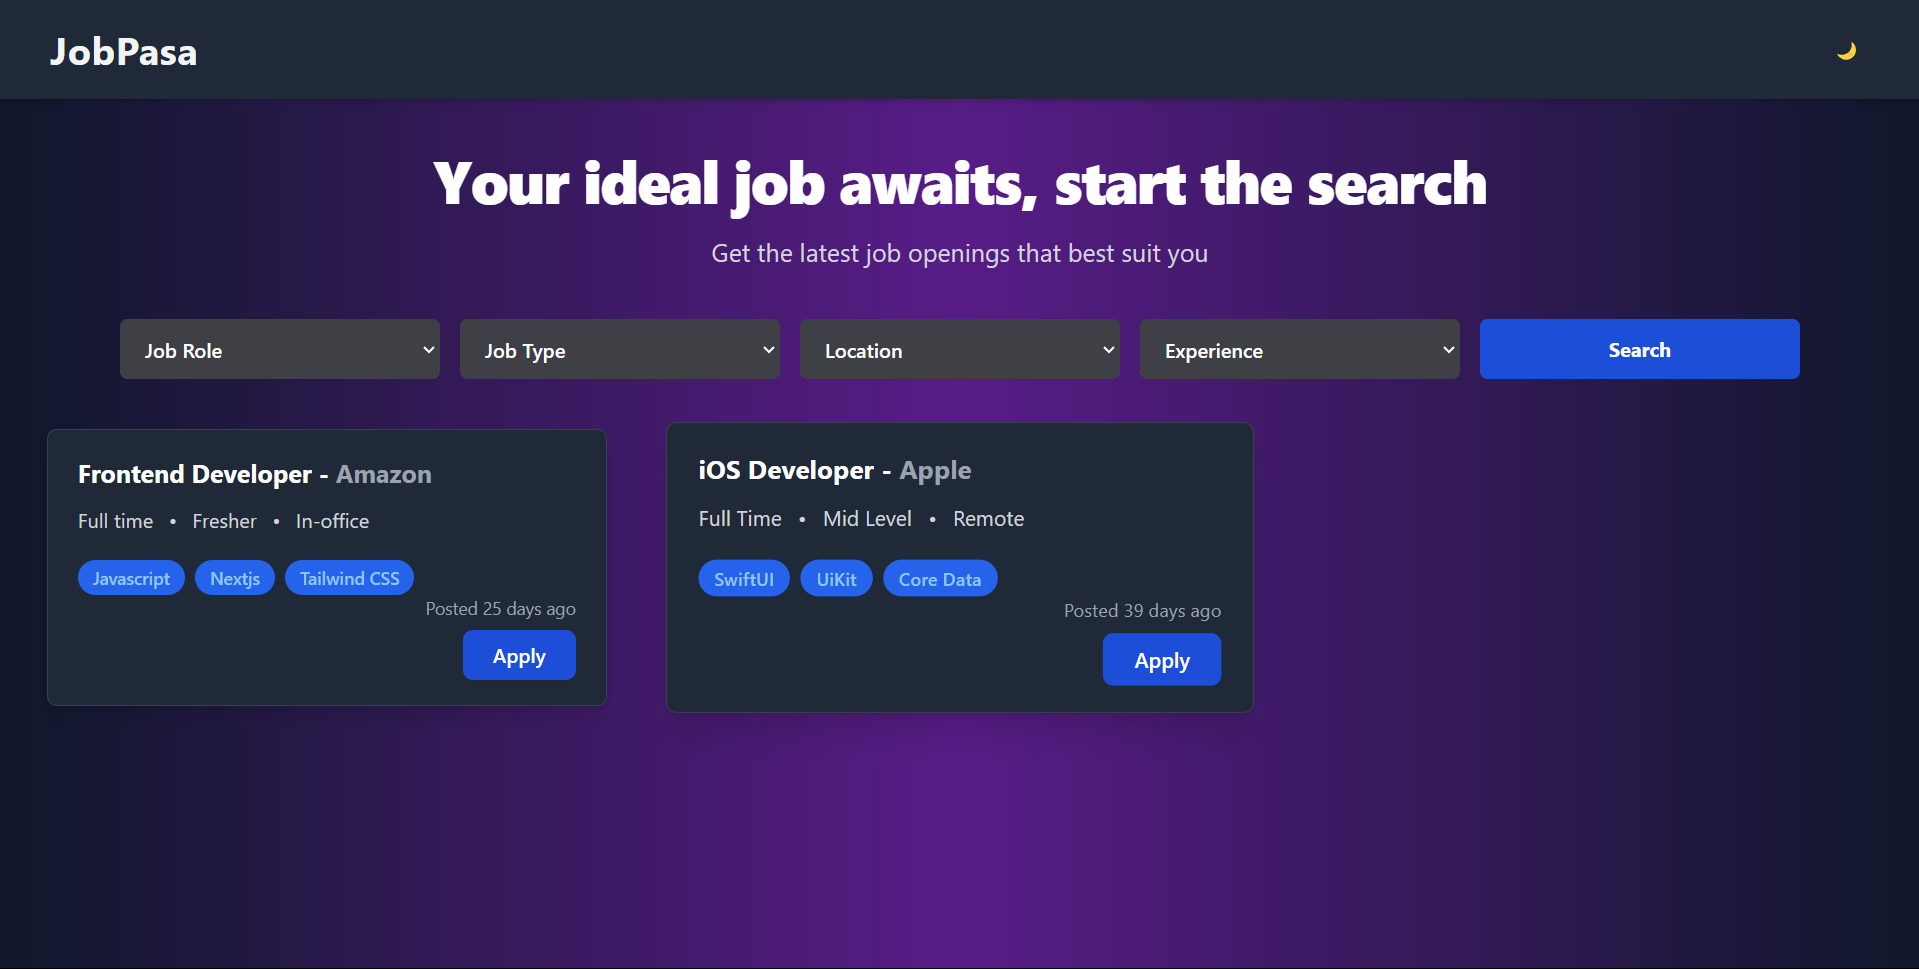 JobPasa
Your ideal job awaits, start the search
Get the latest job openings that best suit you
Job Role
Job Type
Location
Experience
Search
Frontend Developer - Amazon
Full time • Fresher • In-office
Javascript Nextjs Tailwind CSS
Posted 25 days ago
Apply
iOS Developer - Apple
Full Time • Mid Level • Remote
SwiftUI UiKit Core Data
Posted 39 days ago
Apply